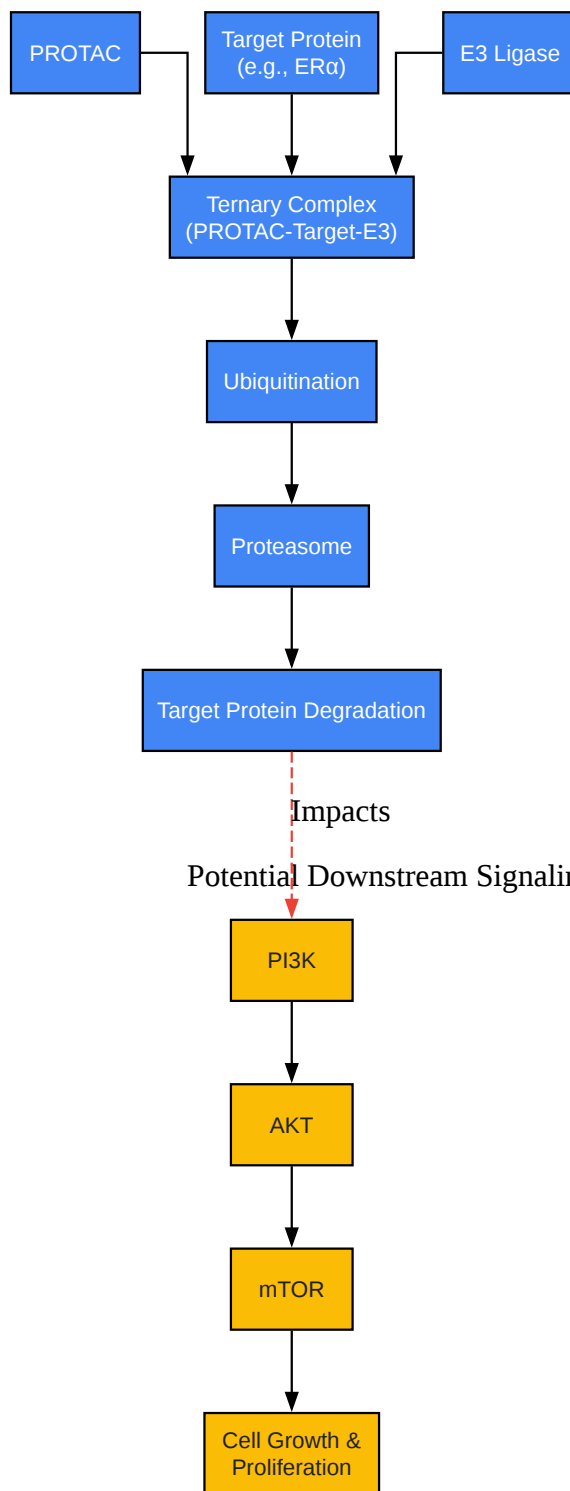 PROTAC
Target Protein
(e.g., ERα)
E3 Ligase
Ternary Complex
(PROTAC-Target-E3)
Ubiquitination
Proteasome
Target Protein Degradation
Impacts
Potential Downstream
PI3K
AKT
mTOR
Cell Growth &
Proliferation